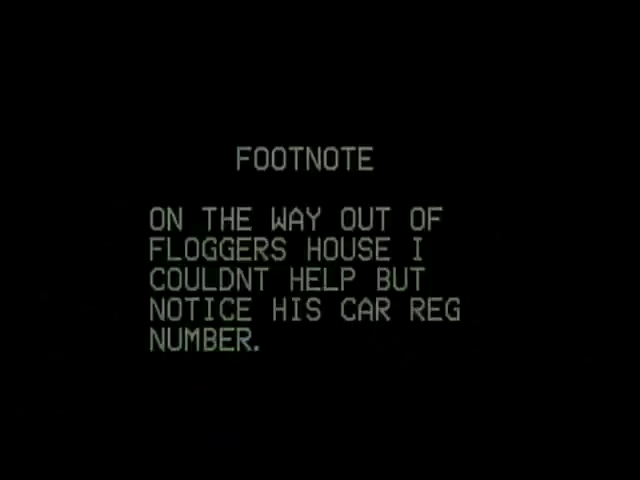 FOOTNOTE
ON THE WAY OUT OF
FLOGGERS HOUSE I
COULDNT HELP BUT
NOTICE HIS CAR REG
NUMBER.